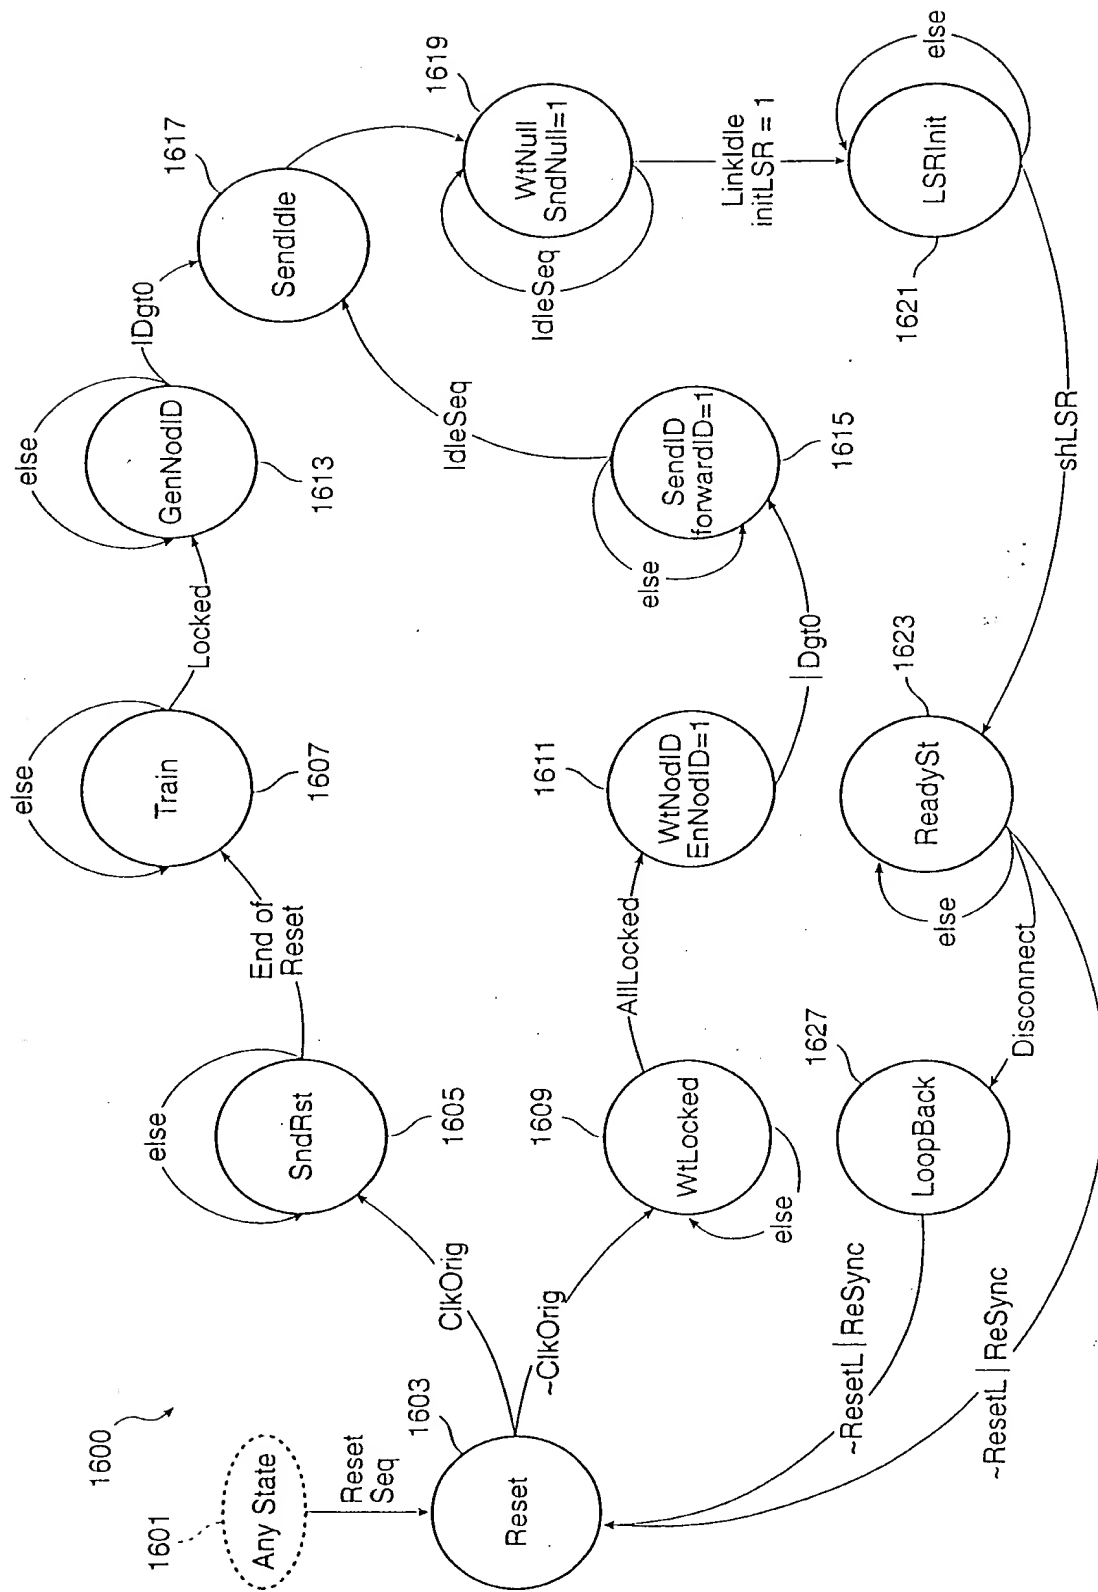 1600
1601
Any State
Reset
Seq
1603
Reset
ClkOrig
~ClkOrig
else
SndRst
1605
End of
Reset
else
Train
1607
Locked
else
GenNodID
1613
IDgt0
1617
SendIdle
1609
WtLocked
else
AllLocked
1611
WtNodID
EnNodID=1
IDgt0
else
SendID
forwardID=1
1615
IdleSeq
1619
WtNull
SndNull=1
IdleSeq
LinkIdle
initLSR = 1
LSRInit
else
1621
shLSR
1623
ReadySt
else
Disconnect
1627
LoopBack
~ResetL|ReSync
~ResetL|ReSync